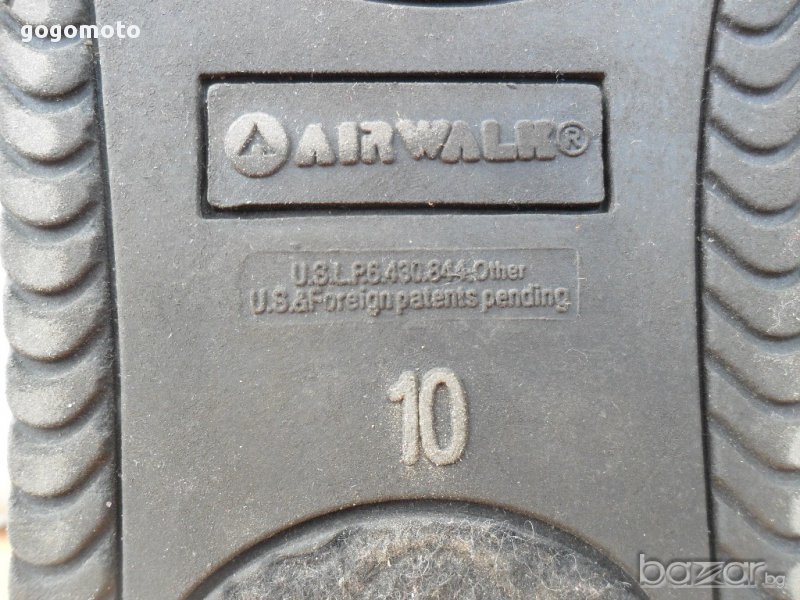 gogomoto
AIRWALK®
U.S.L.P.6.430.844.Other
U.S.&Foreign patents pending
10
bazar.bg